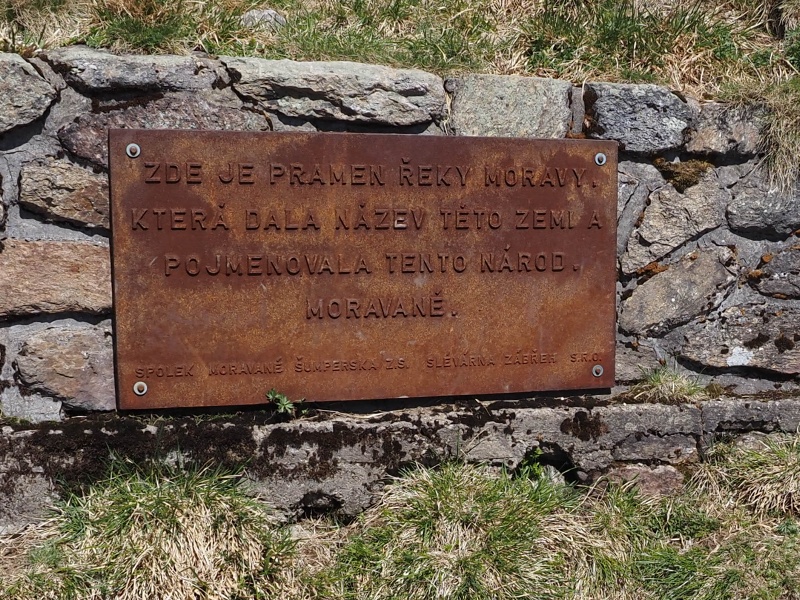 ZDE JE PRAMEN ŘEKY MORAVY,
KTERÁ DALA NÁZEV TÉTO ZEMI A
POJMENOVALA TENTO NÁROD.
MORAVANÉ.
SPOLEK MORAVANÉ ŠUMPERSKA Z.S. SLÉVÁRNA ZÁBŘEH S.R.O.